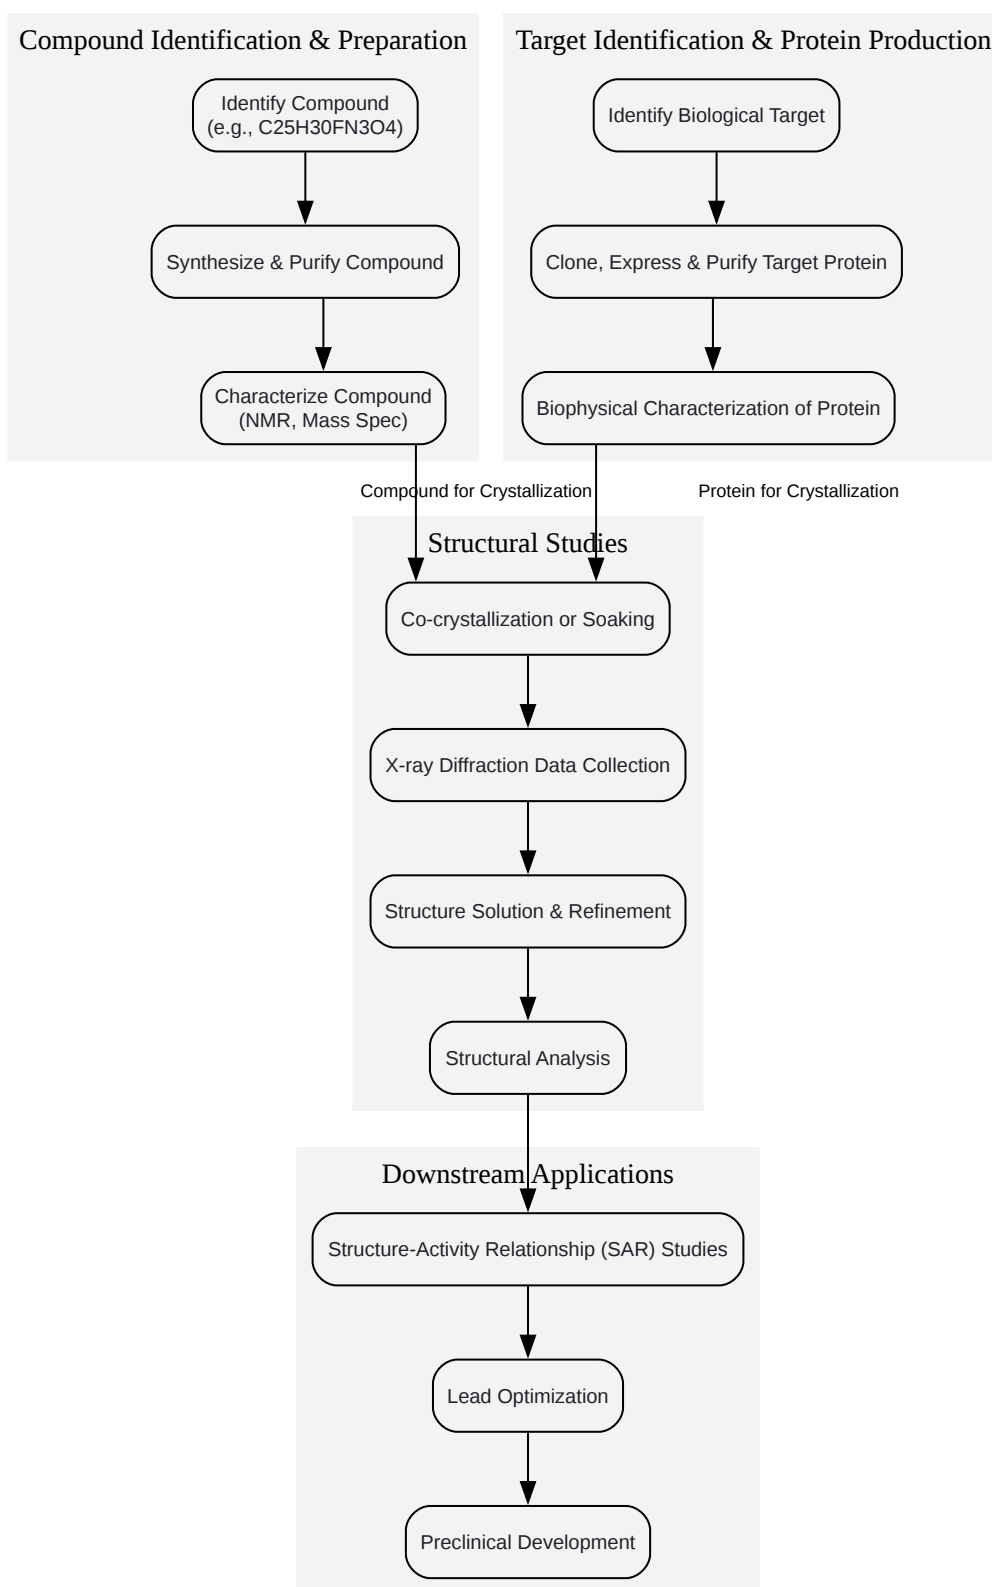 Compound Identification & Preparation
Identify Compound
(e.g., C25H30FN3O4)
Synthesize & Purify Compound
Characterize Compound
(NMR, Mass Spec)
Target Identification & Protein Production
Identify Biological Target
Clone, Express & Purify Target Protein
Biophysical Characterization of Protein
Compound for Crystallization
Protein for Crystallization
Structural Studies
Co-crystallization or Soaking
X-ray Diffraction Data Collection
Structure Solution & Refinement
Structural Analysis
Downstream Applications
Structure-Activity Relationship (SAR) Studies
Lead Optimization
Preclinical Development